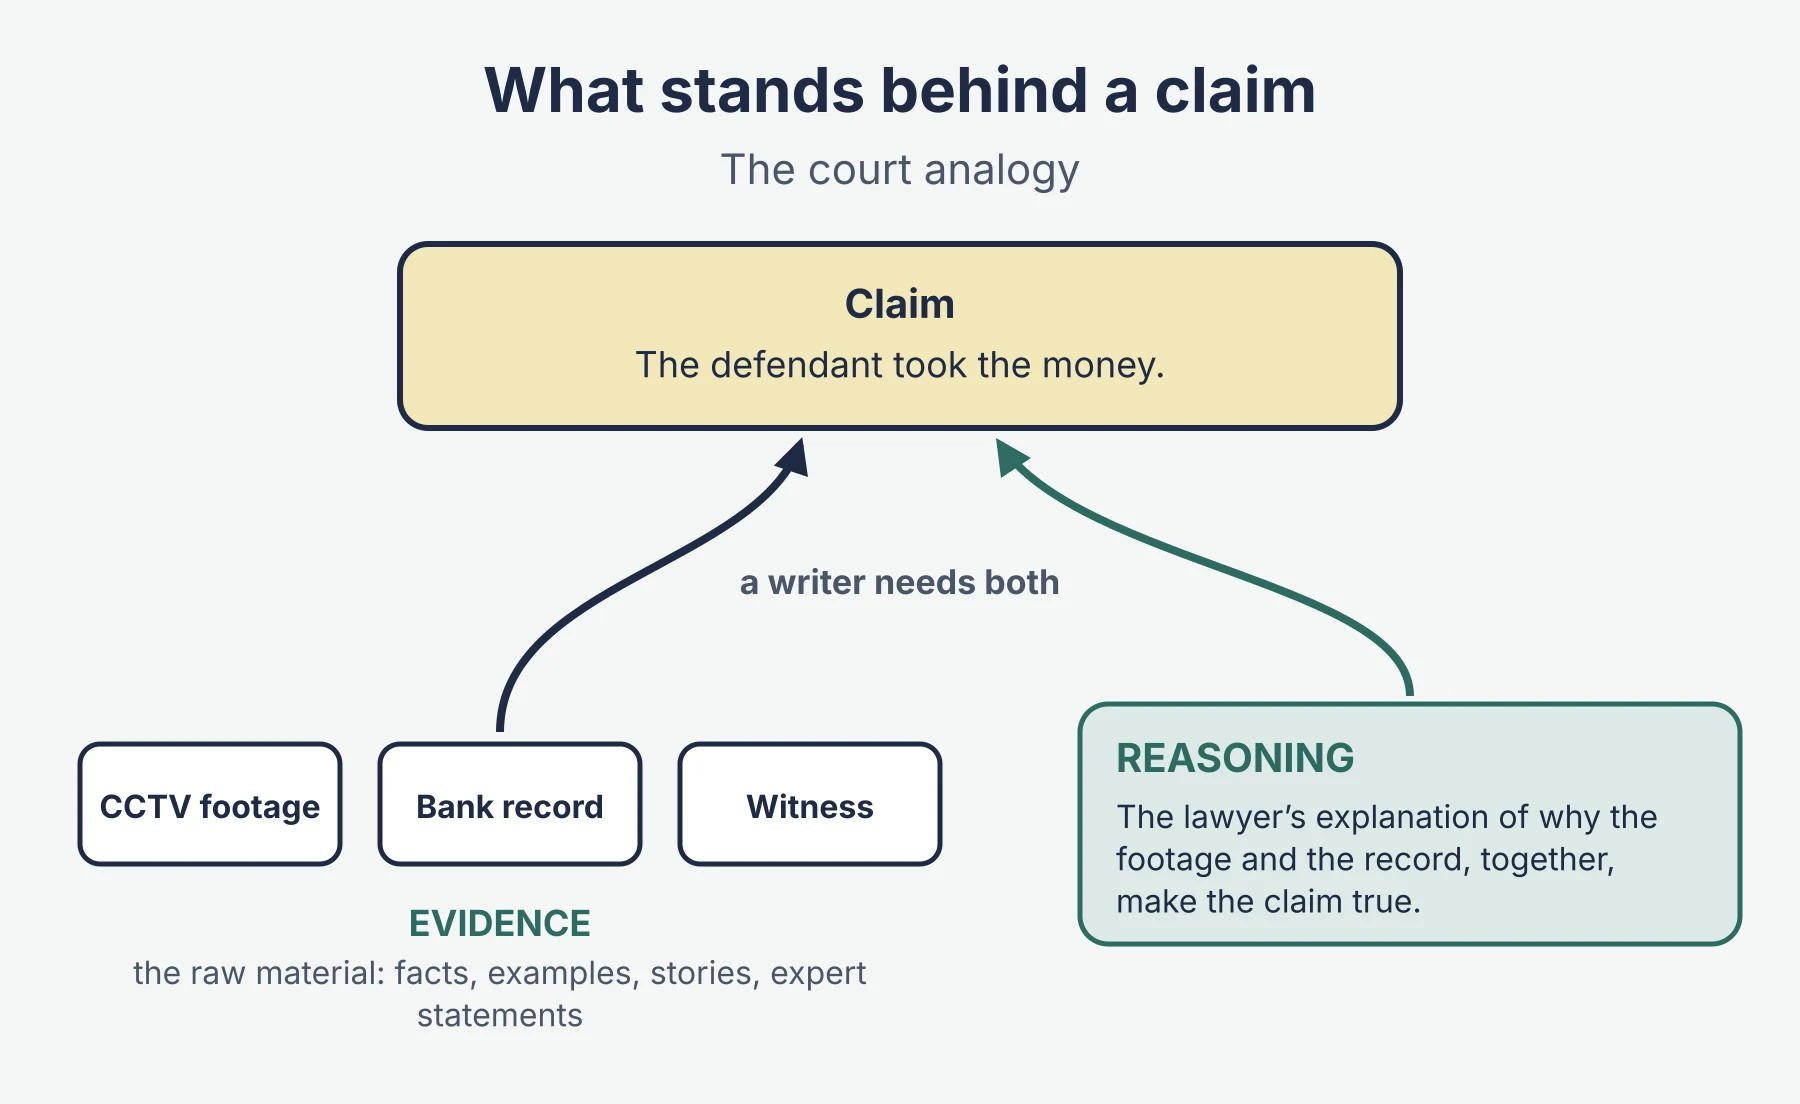 What stands behind a claim
The court analogy
Claim
The defendant took the money.
a writer needs both
CCTV footage
Bank record
Witness
EVIDENCE
the raw material: facts, examples, stories, expert
statements
REASONING
The lawyer’s explanation of why the
footage and the record, together,
make the claim true.